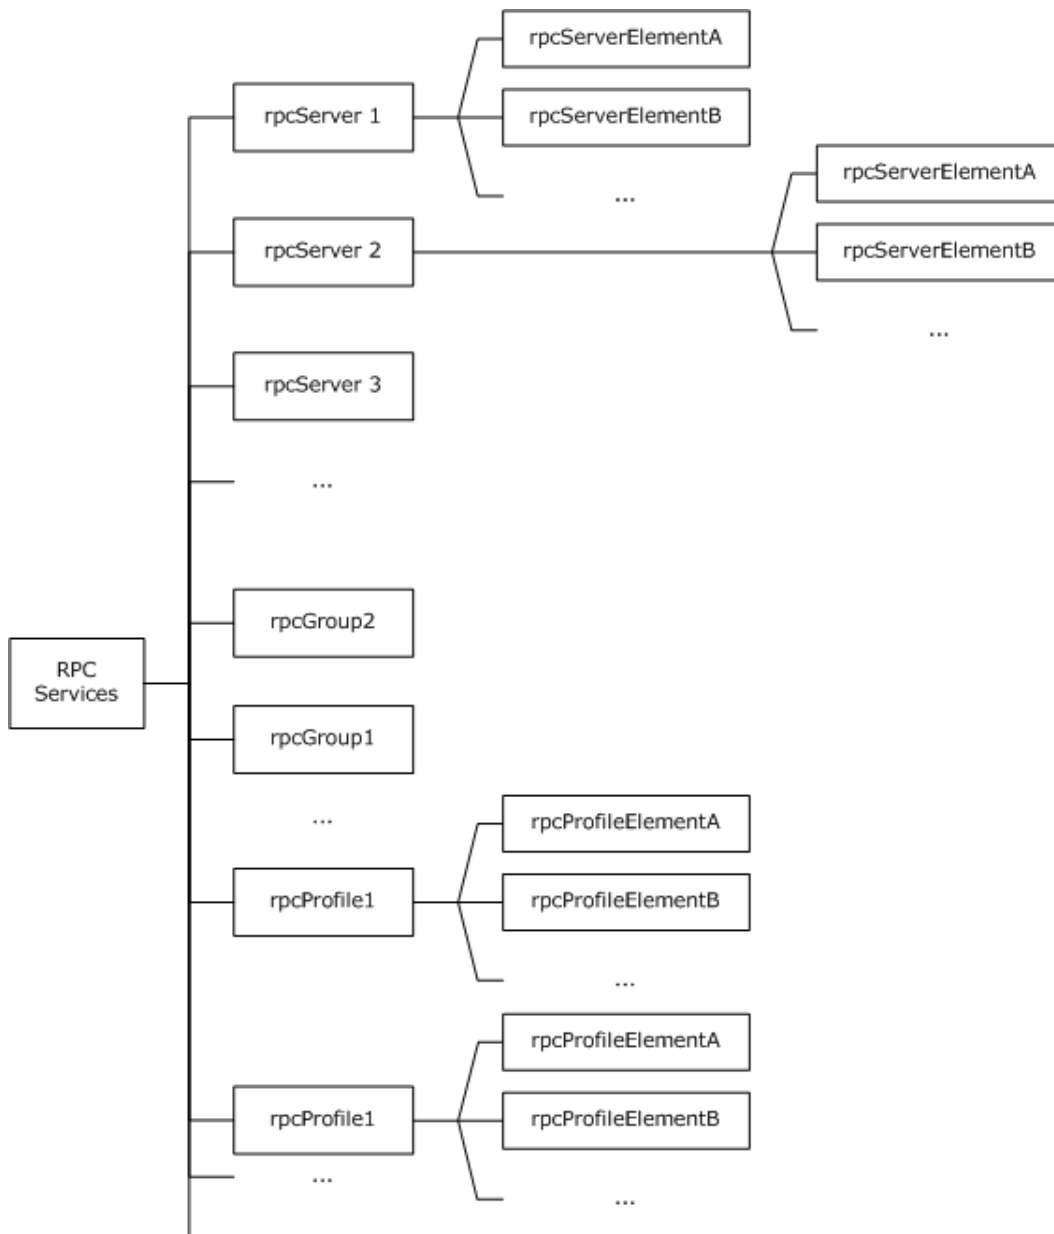 rpcServerElementA
rpcServer 1
rpcServerElementB
...
rpcServerElementA
rpcServer 2
rpcServerElementB
...
rpcServer 3
...
rpcGroup2
RPC
Services
rpcGroup1
...
rpcProfileElementA
rpcProfile1
rpcProfileElementB
...
rpcProfileElementA
rpcProfile1
rpcProfileElementB
...
...